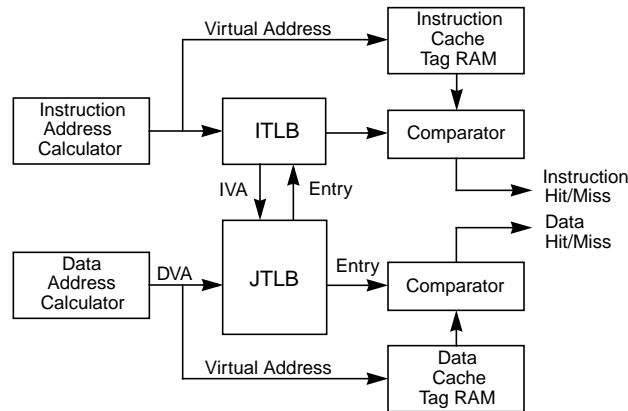 Virtual Address
Instruction
Cache
Tag RAM
Instruction
Address
Calculator
ITLB
Comparator
IVA
Entry
Instruction
Hit/Miss
Data
Hit/Miss
Data
Address
Calculator
DVA
JTLB
Entry
Comparator
Virtual Address
Data
Cache
Tag RAM